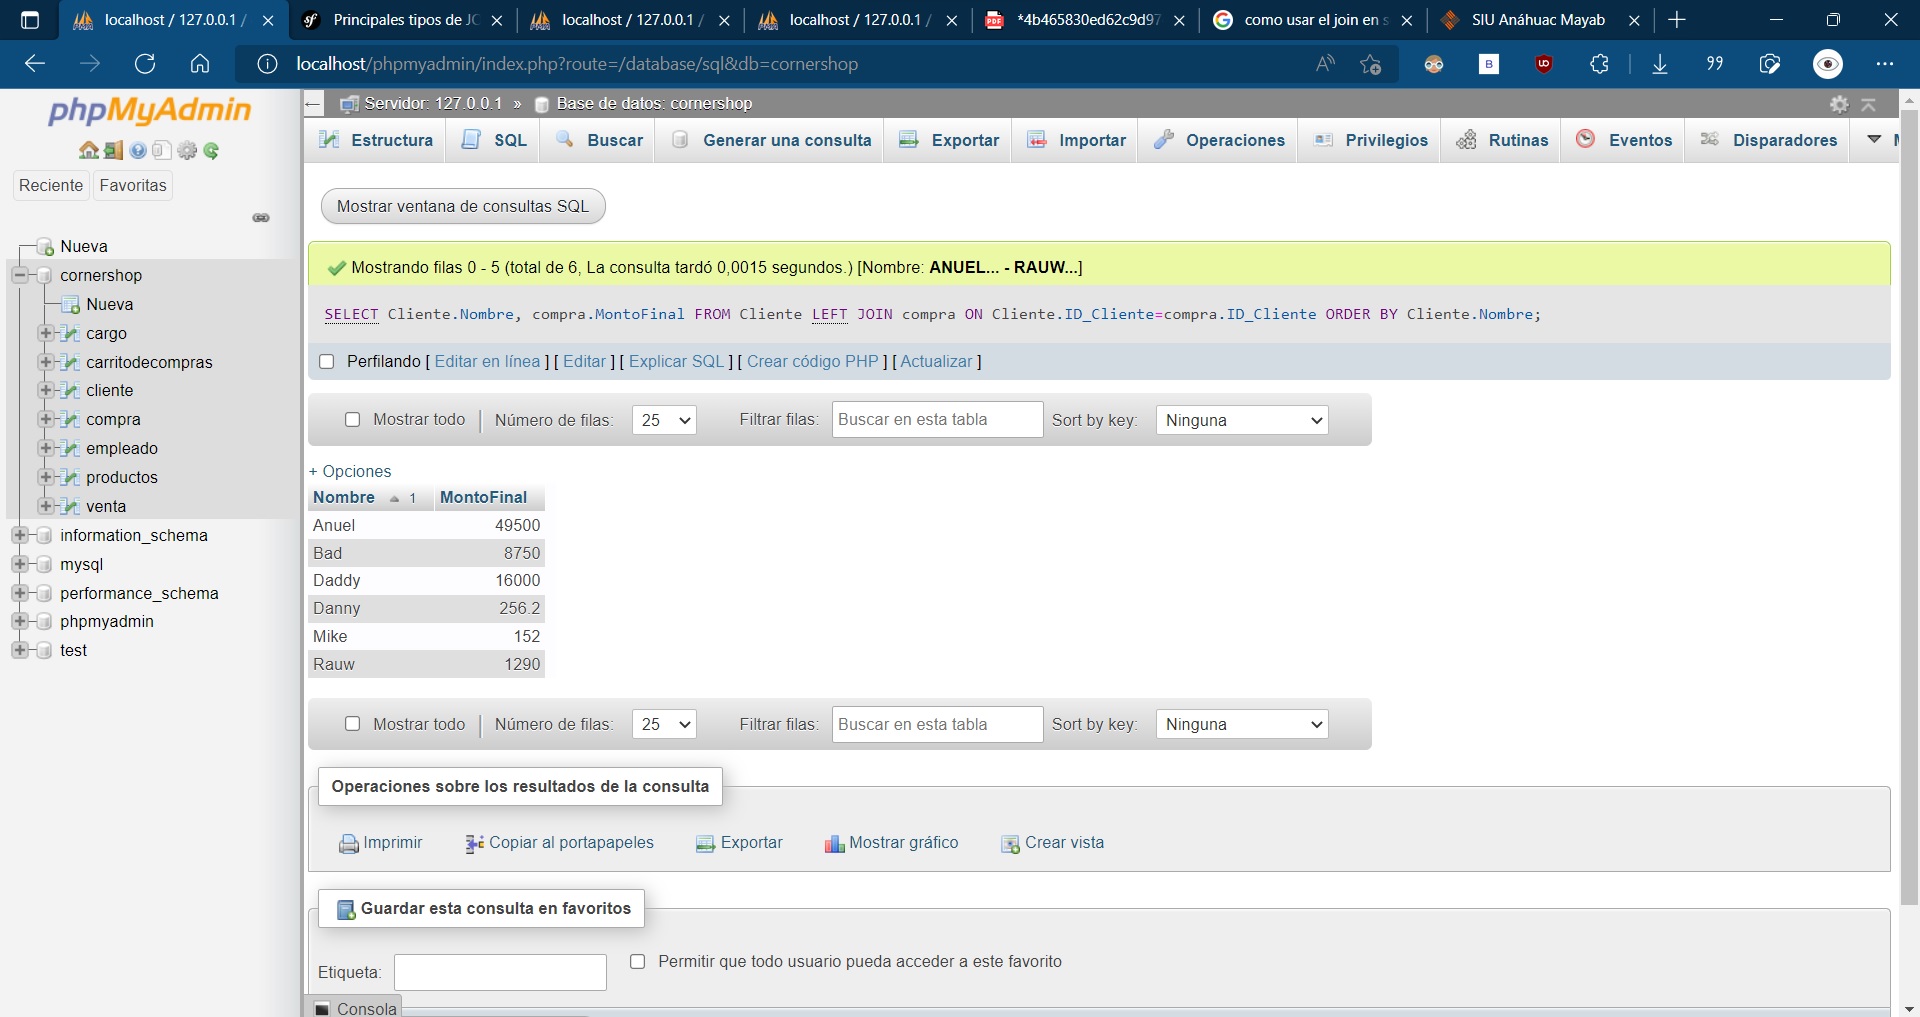 localhost / 127.0.0.1 /
Principales tipos de JO
localhost / 127.0.0.1 /
localhost / 127.0.0.1 /
*4b465830ed62c9d97
como usar el join en s
SIU Anáhuac Mayab
localhost/phpmyadmin/index.php?route=/database/sql&db=cornershop
phpMyAdmin
Reciente
Favoritas
Nueva
cornershop
Nueva
cargo
carritodecompras
cliente
compra
empleado
productos
venta
information_schema
mysql
performance_schema
phpmyadmin
test
Servidor: 127.0.0.1 » Base de datos: cornershop
Estructura
SQL
Buscar
Generar una consulta
Exportar
Importar
Operaciones
Privilegios
Rutinas
Eventos
Disparadores
Mostrar ventana de consultas SQL
Mostrando filas 0 - 5 (total de 6, La consulta tardó 0,0015 segundos.) [Nombre: ANUEL... - RAUW...]
SELECT Cliente.Nombre, compra.MontoFinal FROM Cliente LEFT JOIN compra ON Cliente.ID_Cliente=compra.ID_Cliente ORDER BY Cliente.Nombre;
Perfilando [ Editar en línea ] [ Editar ] [ Explicar SQL ] [ Crear código PHP ] [ Actualizar ]
Mostrar todo | Número de filas: 25 Filtrar filas: Buscar en esta tabla Sort by key: Ninguna
+ Opciones
Nombre 1 MontoFinal
Anuel 49500
Bad 8750
Daddy 16000
Danny 256.2
Mike 152
Rauw 1290
Mostrar todo | Número de filas: 25 Filtrar filas: Buscar en esta tabla Sort by key: Ninguna
Operaciones sobre los resultados de la consulta
Imprimir
Copiar al portapapeles
Exportar
Mostrar gráfico
Crear vista
Guardar esta consulta en favoritos
Etiqueta:
Permitir que todo usuario pueda acceder a este favorito
Consola